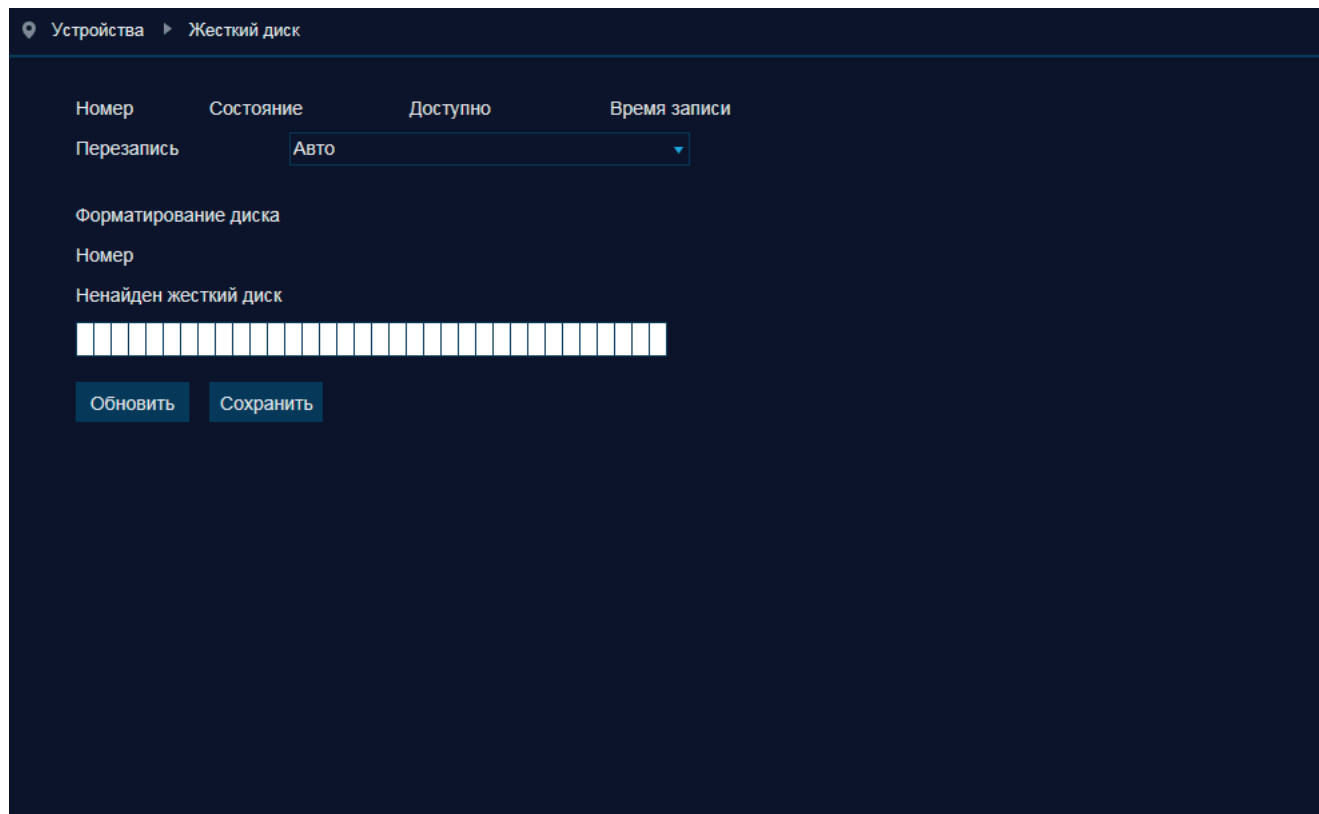 Устройства Жесткий диск
Номер Состояние Доступно Время записи
Перезапись Авто
Форматирование диска
Номер
Ненайден жесткий диск
Обновить Сохранить